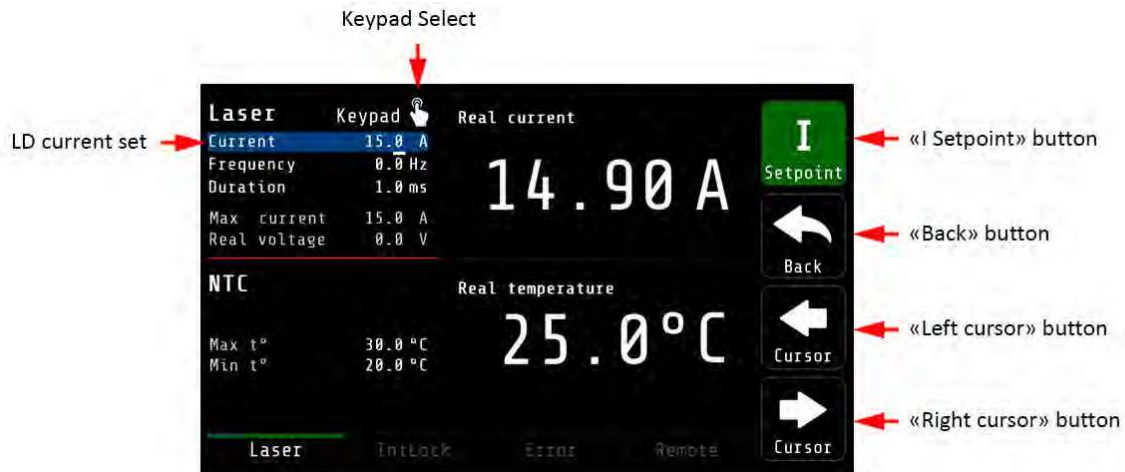 Keypad Select
LD current set
Laser Keypad
Current 15.0 A
Frequency 0.0 Hz
Duration 1.0 ms
Max current 15.0 A
Real voltage 0.0 V
Real current
14.90 A
NTC
Max t° 30.0 °C
Min t° 20.0 °C
Real temperature
25.0°C
Laser IntLock Error Remote
I
Setpoint
Back
Cursor
Cursor
«I Setpoint» button
«Back» button
«Left cursor» button
«Right cursor» button